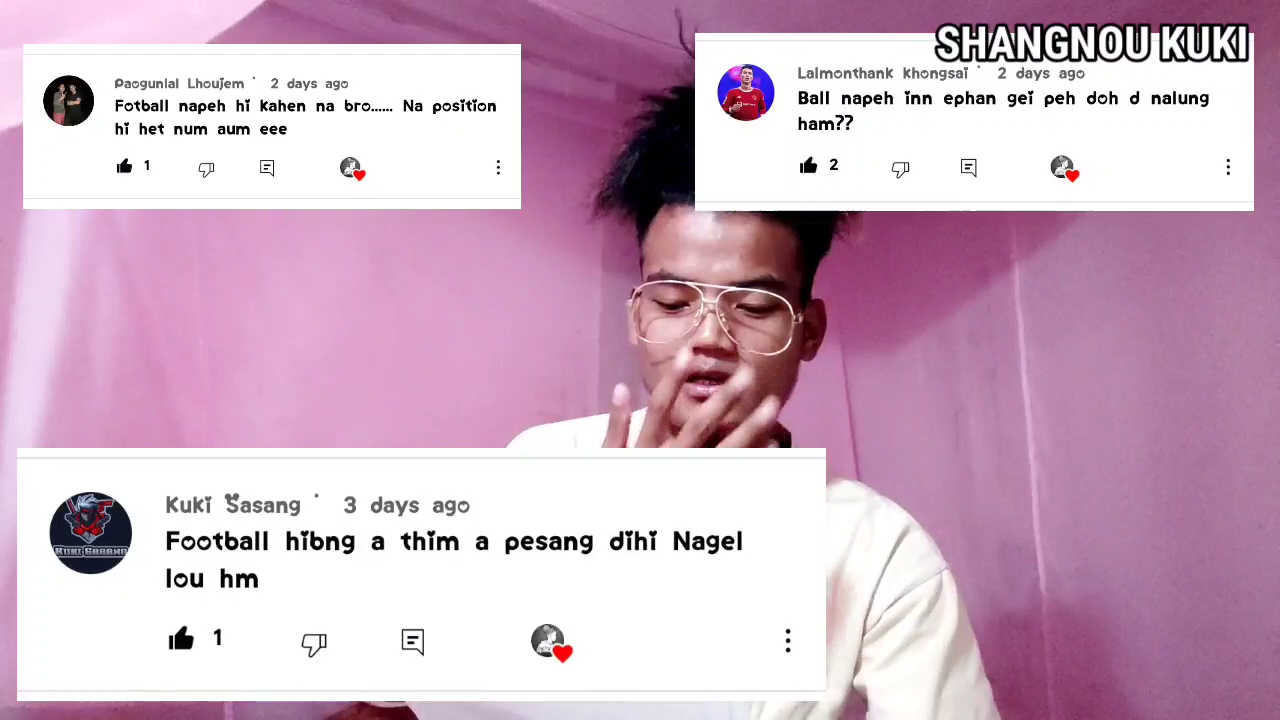 SHANGNOU KUKI
Paogunlal Lhoujem · 2 days ago
Fotball napeh hi kahen na bro...... Na position
hi het num aum eee
1
Lalmonthank khongsai · 2 days ago
Ball napeh inn ephan gei peh doh d nalung
ham??
2
Kuki Sasang · 3 days ago
Football hibng a thim a pesang dihi Nagel
lou hm
1
KUKI SASANG